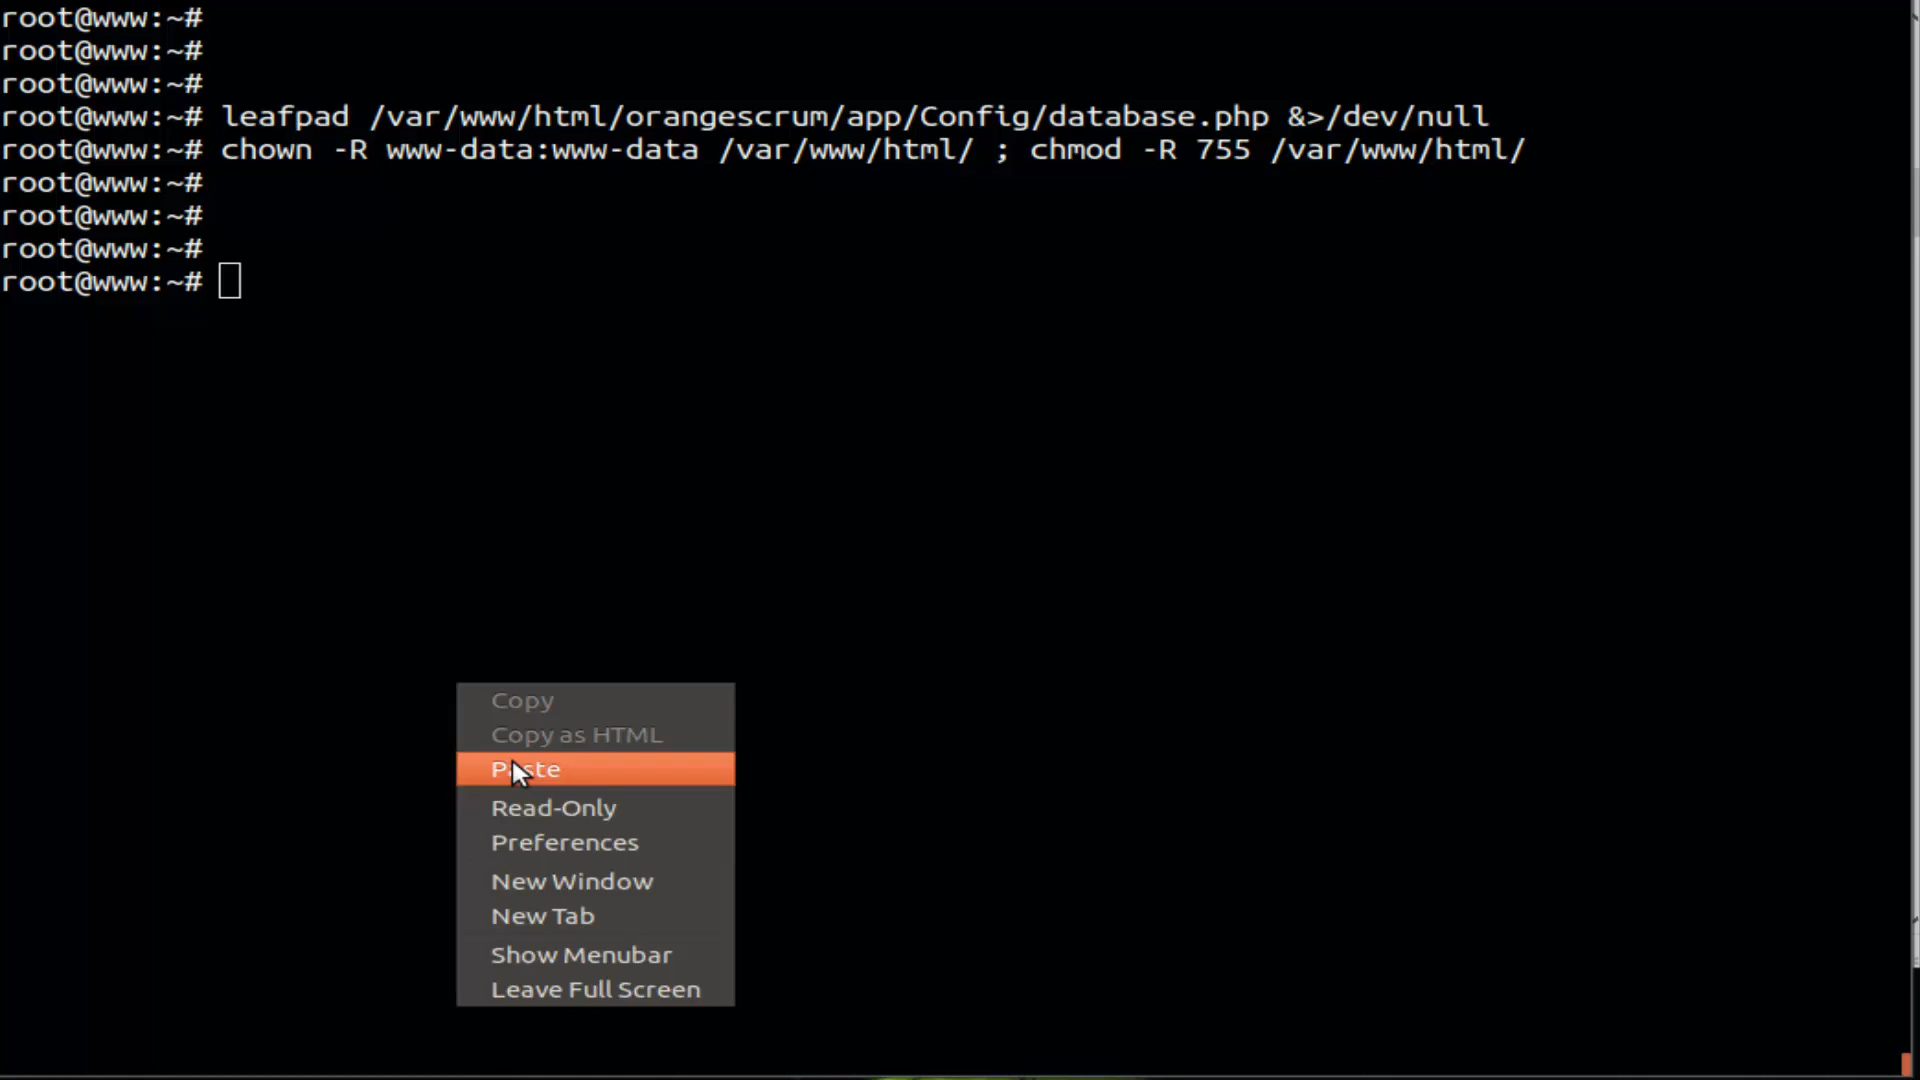 root@www:~#
root@www:~#
root@www:~#
root@www:~# leafpad /var/www/html/orangescrum/app/Config/database.php &>/dev/null
root@www:~# chown -R www-data:www-data /var/www/html/ ; chmod -R 755 /var/www/html/
root@www:~#
root@www:~#
root@www:~#
root@www:~#
Copy
Copy as HTML
Paste
Read-Only
Preferences
New Window
New Tab
Show Menubar
Leave Full Screen